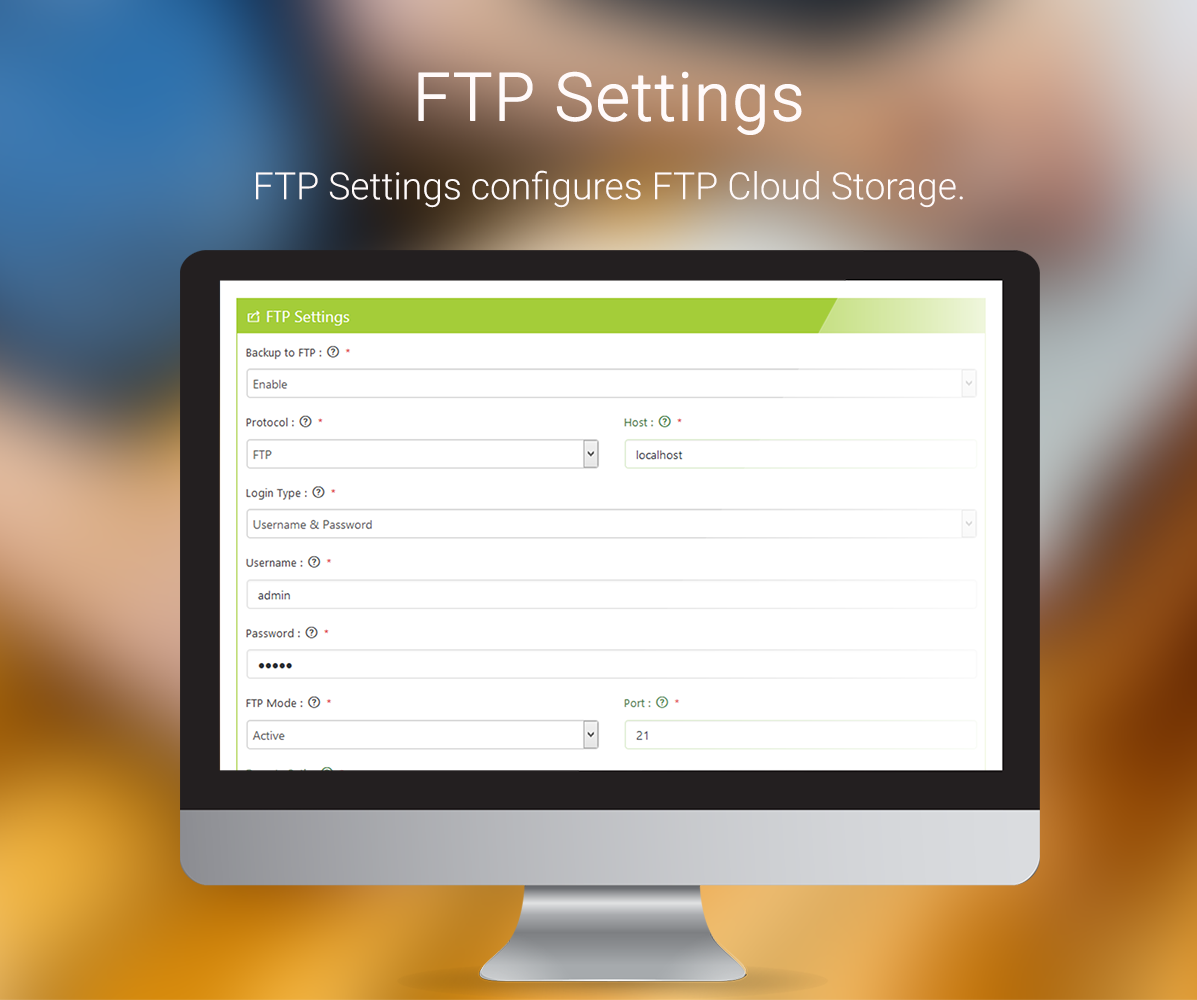 FTP Settings
FTP Settings configures FTP Cloud Storage.
FTP Settings
Backup to FTP : ? *
Enable
Protocol : ? * Host : ? *
FTP localhost
Login Type : ? *
Username & Password
Username : ? *
admin
Password : ? *
•••••
FTP Mode : ? * Port : ? *
Active 21